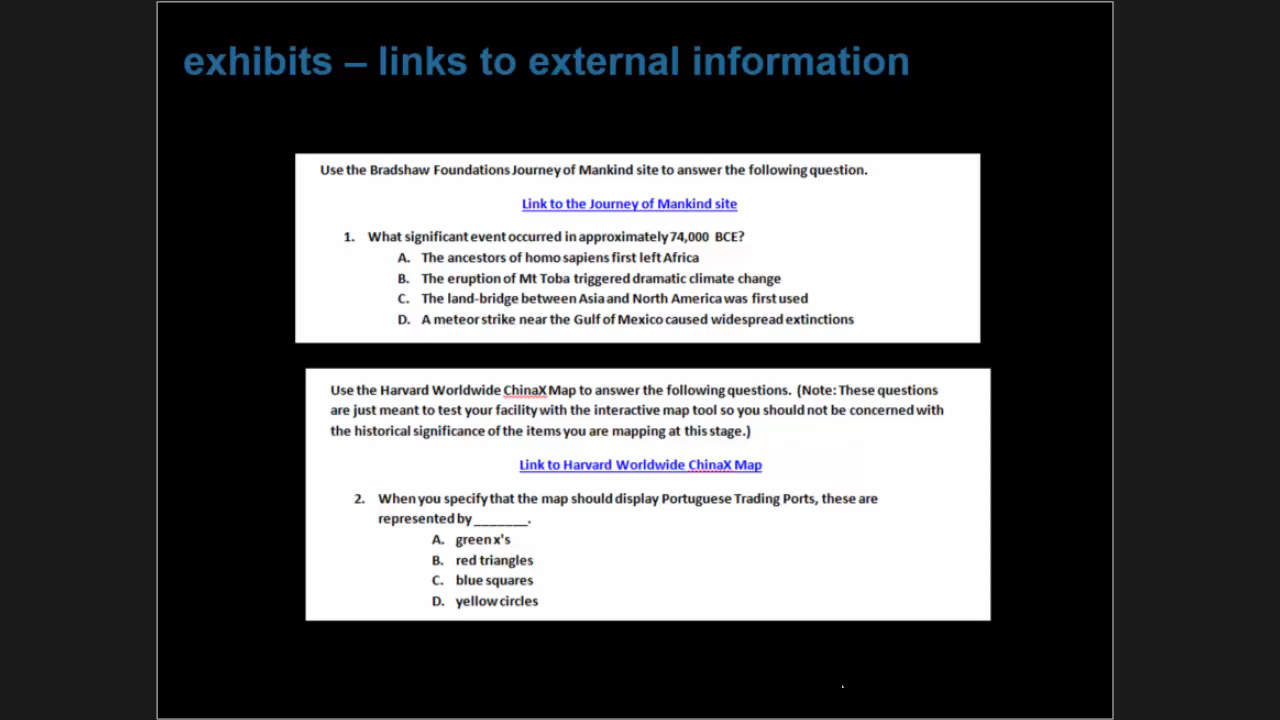 exhibits – links to external information
Use the Bradshaw Foundations Journey of Mankind site to answer the following question.
Link to the Journey of Mankind site
1. What significant event occurred in approximately 74,000 BCE?
A. The ancestors of homo sapiens first left Africa
B. The eruption of Mt Toba triggered dramatic climate change
C. The land-bridge between Asia and North America was first used
D. A meteor strike near the Gulf of Mexico caused widespread extinctions
Use the Harvard Worldwide ChinaX Map to answer the following questions. (Note: These questions
are just meant to test your facility with the interactive map tool so you should not be concerned with
the historical significance of the items you are mapping at this stage.)
Link to Harvard Worldwide ChinaX Map
2. When you specify that the map should display Portuguese Trading Ports, these are
represented by _______.
A. green x's
B. red triangles
C. blue squares
D. yellow circles